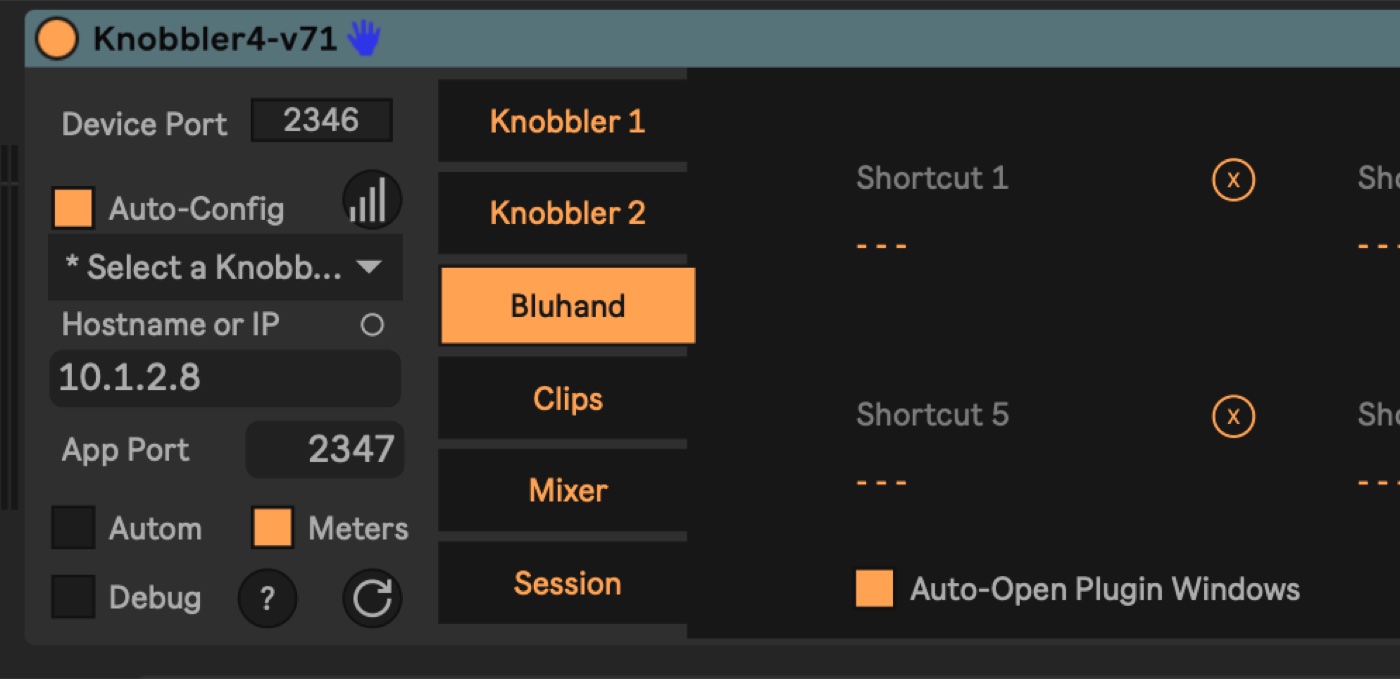 Knobbler4-v71
Device Port 2346
Auto-Config
* Select a Knobb...
Hostname or IP
10.1.2.8
App Port 2347
Autom Meters
Debug ?
Knobbler 1
Knobbler 2
Bluhand
Clips
Mixer
Session
Shortcut 1 X Sho
--- ---
Shortcut 5 X Sho
--- ---
Auto-Open Plugin Windows